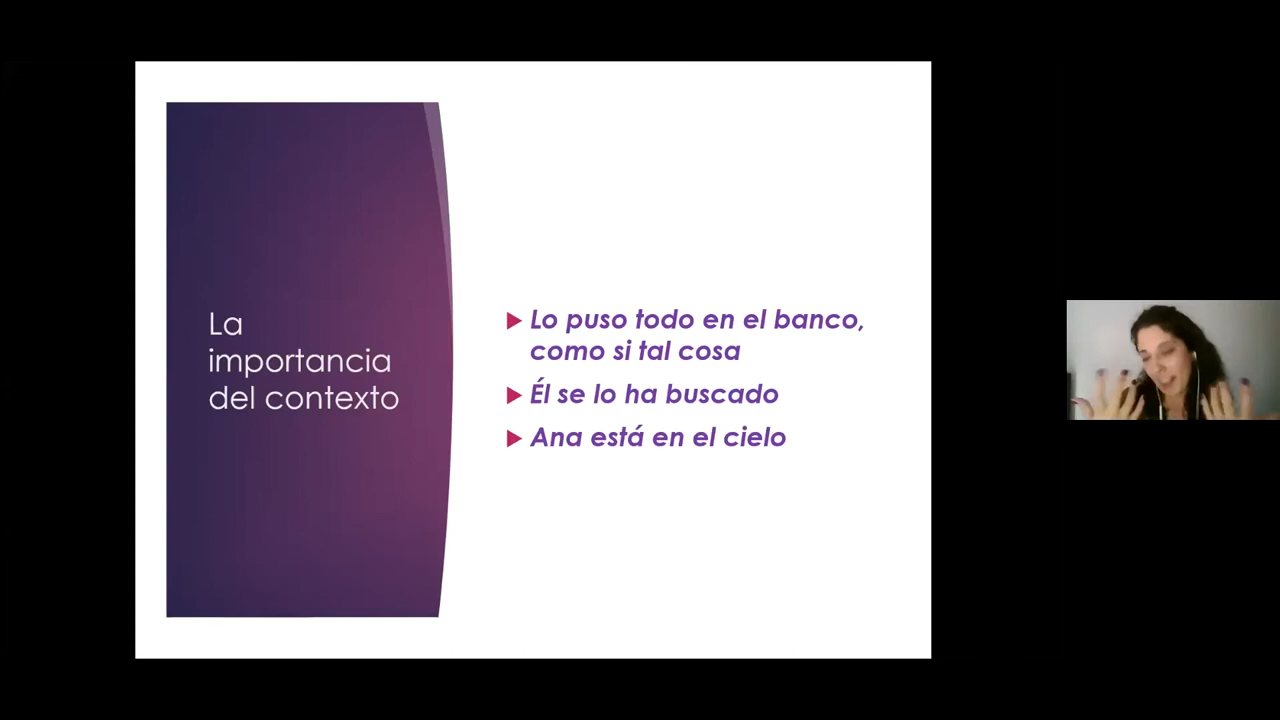 La
importancia
del contexto
Lo puso todo en el banco,
como si tal cosa
Él se lo ha buscado
Ana está en el cielo